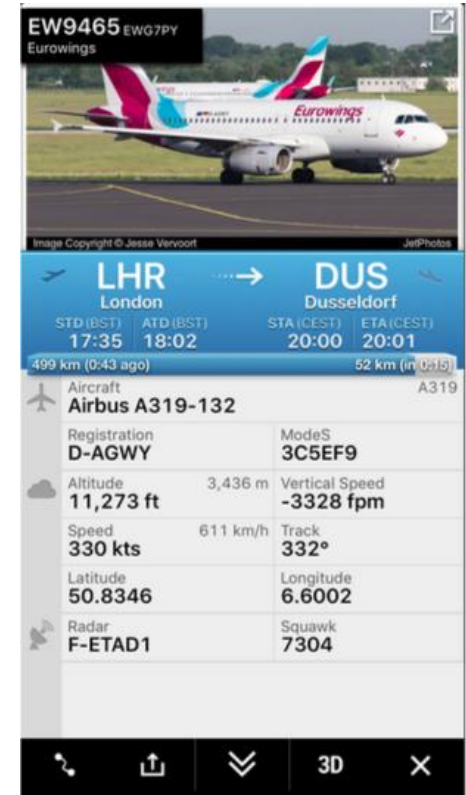 EW9465 EWG7PY
Eurowings
Eurowings
Image Copyright © Jesse Vervoort JetPhotos
LHR DUS
London Dusseldorf
STD (BST) ATD (BST) STA (CEST) ETA (CEST)
17:35 18:02 20:00 20:01
499 km (0:43 ago) 52 km (in 0:15)
Aircraft A319
Airbus A319-132
Registration ModeS
D-AGWY 3C5EF9
Altitude 3,436 m Vertical Speed
11,273 ft -3328 fpm
Speed 611 km/h Track
330 kts 332°
Latitude Longitude
50.8346 6.6002
Radar Squawk
F-ETAD1 7304
3D